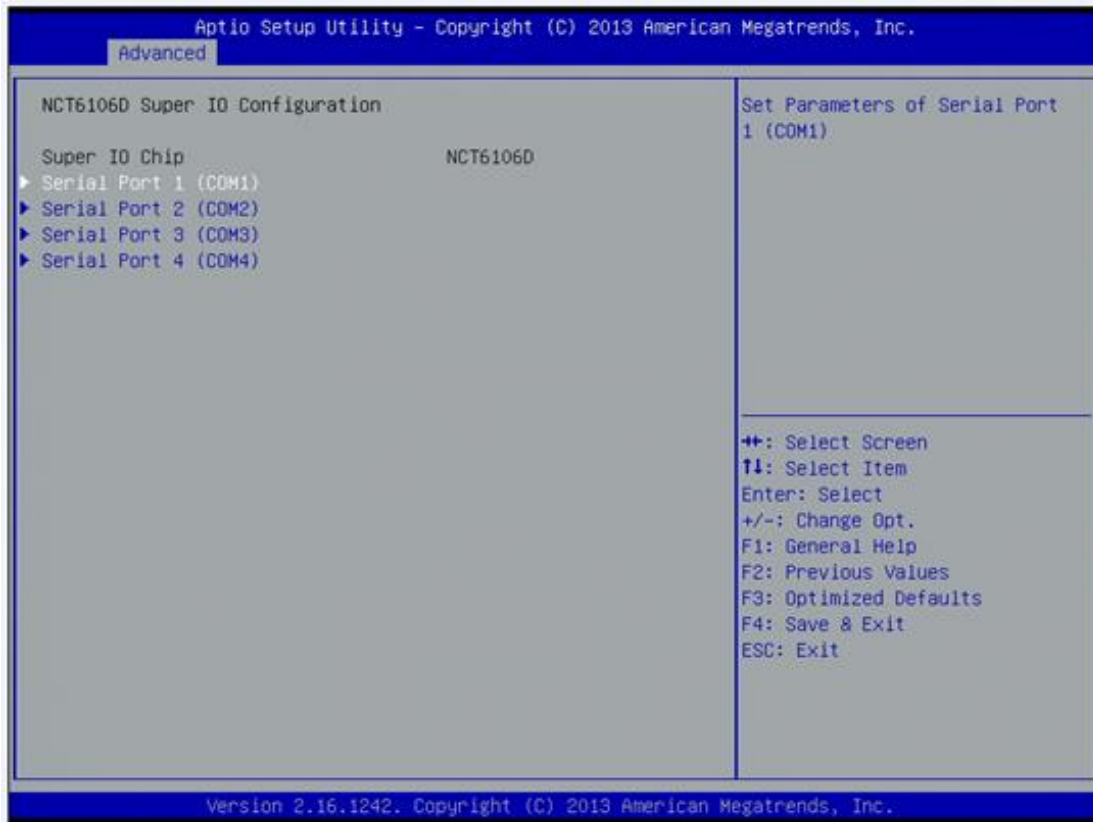 Aptio Setup Utility – Copyright (C) 2013 American Megatrends, Inc.
Advanced
NCT6106D Super IO Configuration
Super IO Chip NCT6106D
▶ Serial Port 1 (COM1)
▶ Serial Port 2 (COM2)
▶ Serial Port 3 (COM3)
▶ Serial Port 4 (COM4)
Set Parameters of Serial Port
1 (COM1)
→←: Select Screen
↑↓: Select Item
Enter: Select
+/-: Change Opt.
F1: General Help
F2: Previous Values
F3: Optimized Defaults
F4: Save & Exit
ESC: Exit
Version 2.16.1242. Copyright (C) 2013 American Megatrends, Inc.